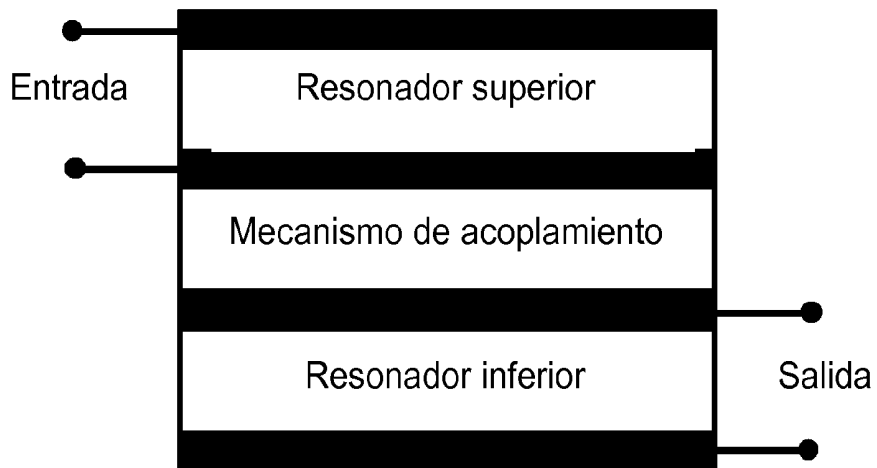 Resonador superior
Entrada
Mecanismo de acoplamiento
Resonador inferior
Salida